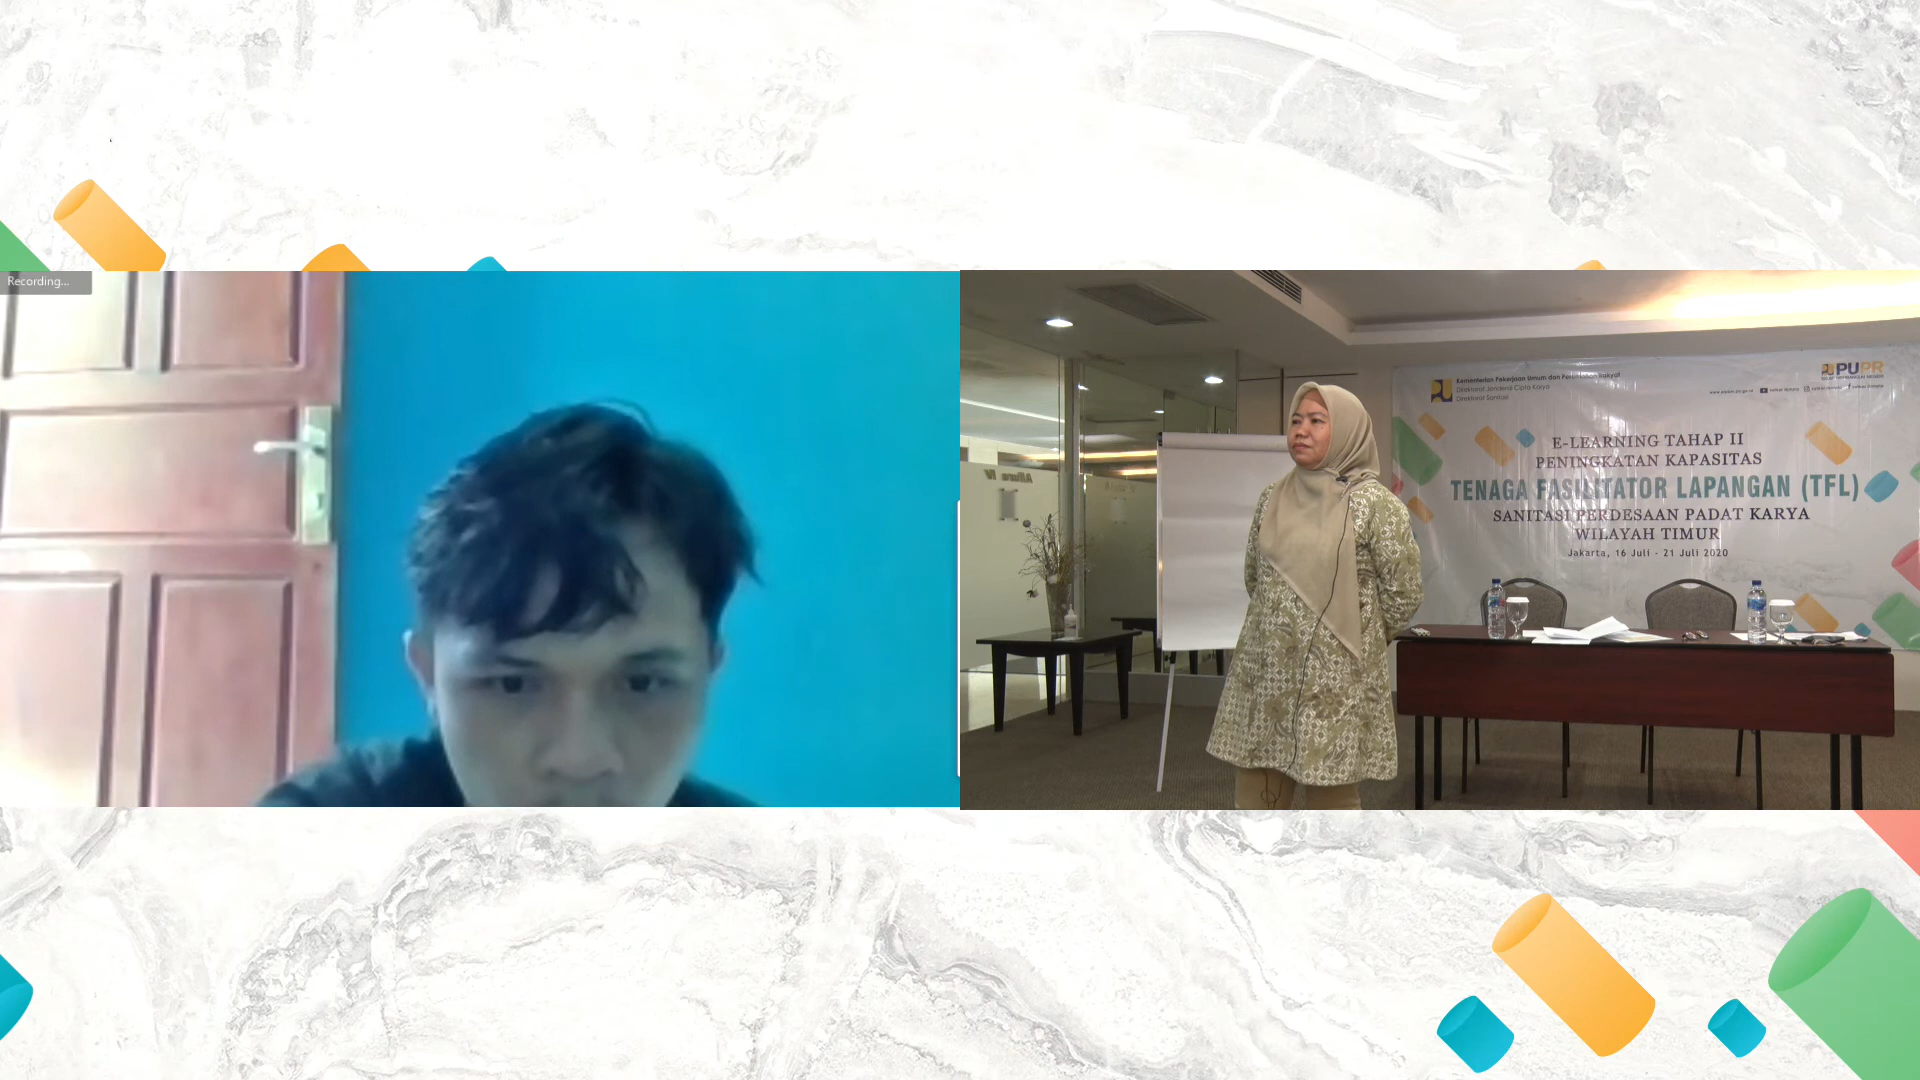 Recording...
Kementerian Pekerjaan Umum dan Perumahan Rakyat
Direktorat Jenderal Cipta Karya
Direktorat Sanitasi
PUPR
E-LEARNING TAHAP II
PENINGKATAN KAPASITAS
TENAGA FASILITATOR LAPANGAN (TFL)
SANITASI PERDESAAN PADAT KARYA
WILAYAH TIMUR
Jakarta, 16 Juli - 21 Juli 2020